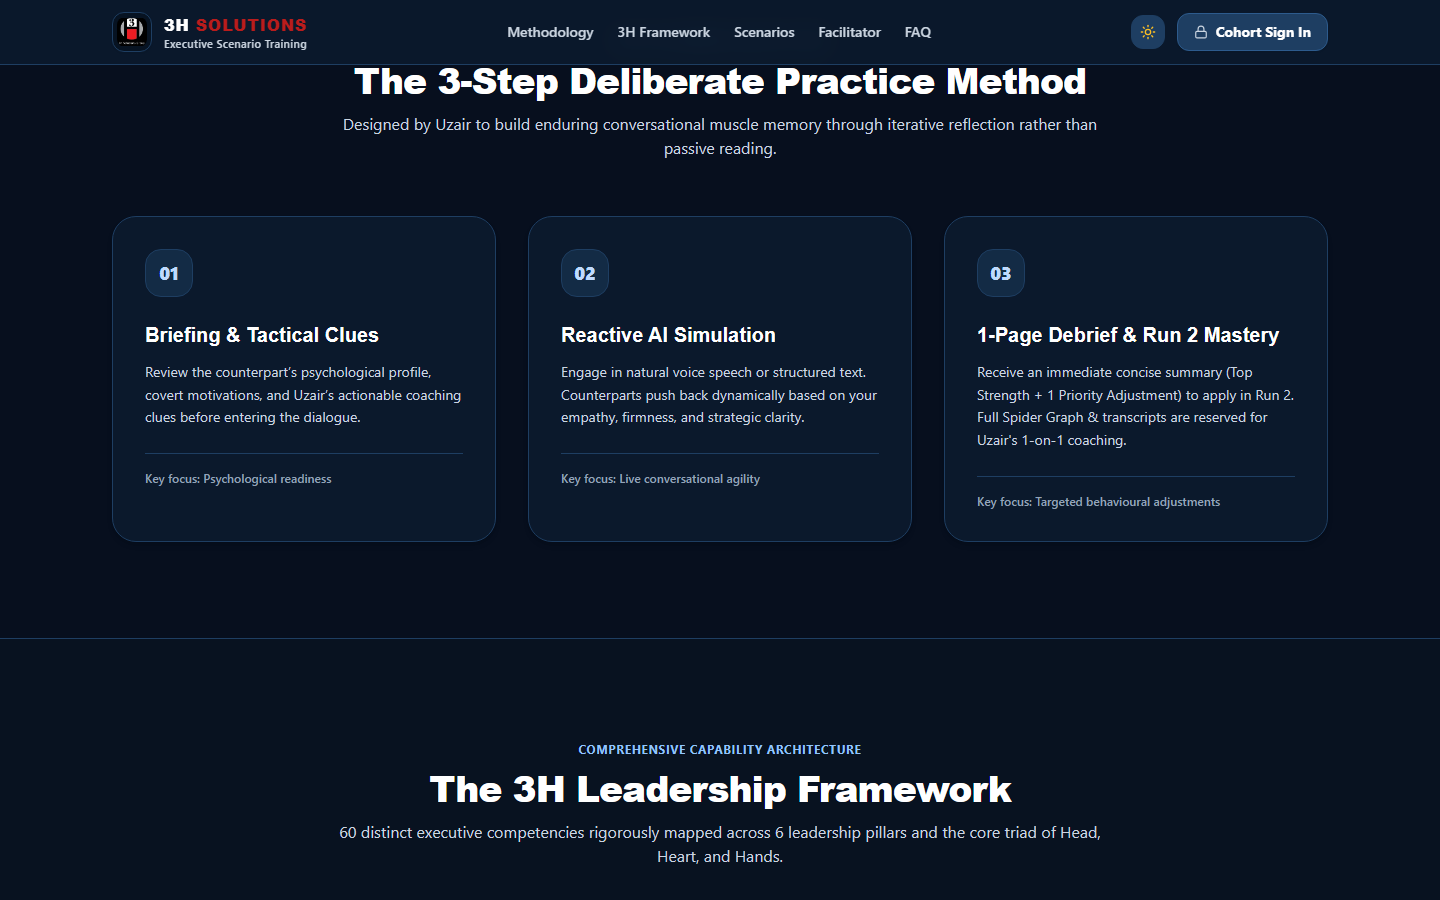 3H SOLUTIONS
Executive Scenario Training
Methodology
3H Framework
Scenarios
Facilitator
FAQ
Cohort Sign In
The 3-Step Deliberate Practice Method
Designed by Uzair to build enduring conversational muscle memory through iterative reflection rather than
passive reading.
01
Briefing & Tactical Clues
Review the counterpart’s psychological profile,
covert motivations, and Uzair’s actionable coaching
clues before entering the dialogue.
Key focus: Psychological readiness
02
Reactive AI Simulation
Engage in natural voice speech or structured text.
Counterparts push back dynamically based on your
empathy, firmness, and strategic clarity.
Key focus: Live conversational agility
03
1-Page Debrief & Run 2 Mastery
Receive an immediate concise summary (Top
Strength + 1 Priority Adjustment) to apply in Run 2.
Full Spider Graph & transcripts are reserved for
Uzair's 1-on-1 coaching.
Key focus: Targeted behavioural adjustments
COMPREHENSIVE CAPABILITY ARCHITECTURE
The 3H Leadership Framework
60 distinct executive competencies rigorously mapped across 6 leadership pillars and the core triad of Head,
Heart, and Hands.